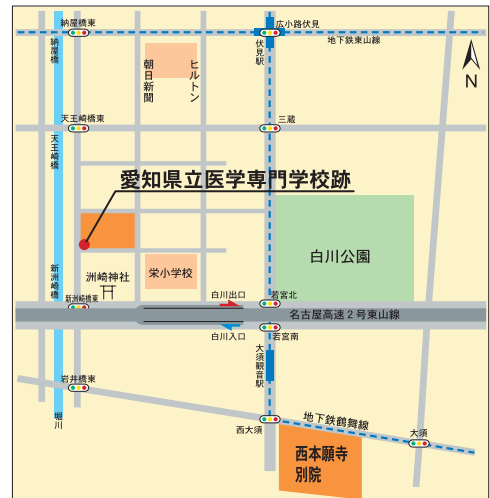 納屋橋東
広小路伏見
地下鉄東山線
納屋橋
伏見駅
朝日新聞
ヒルトン
N
天王崎橋東
三蔵
天王崎橋
愛知県立医学専門学校跡
白川公園
新洲崎橋
洲崎神社
栄小学校
新洲崎橋東
白川出口
若宮北
名古屋高速２号東山線
白川入口
若宮南
大須観音駅
岩井橋東
堀川
西大須
地下鉄鶴舞線
大須
西本願寺
別院